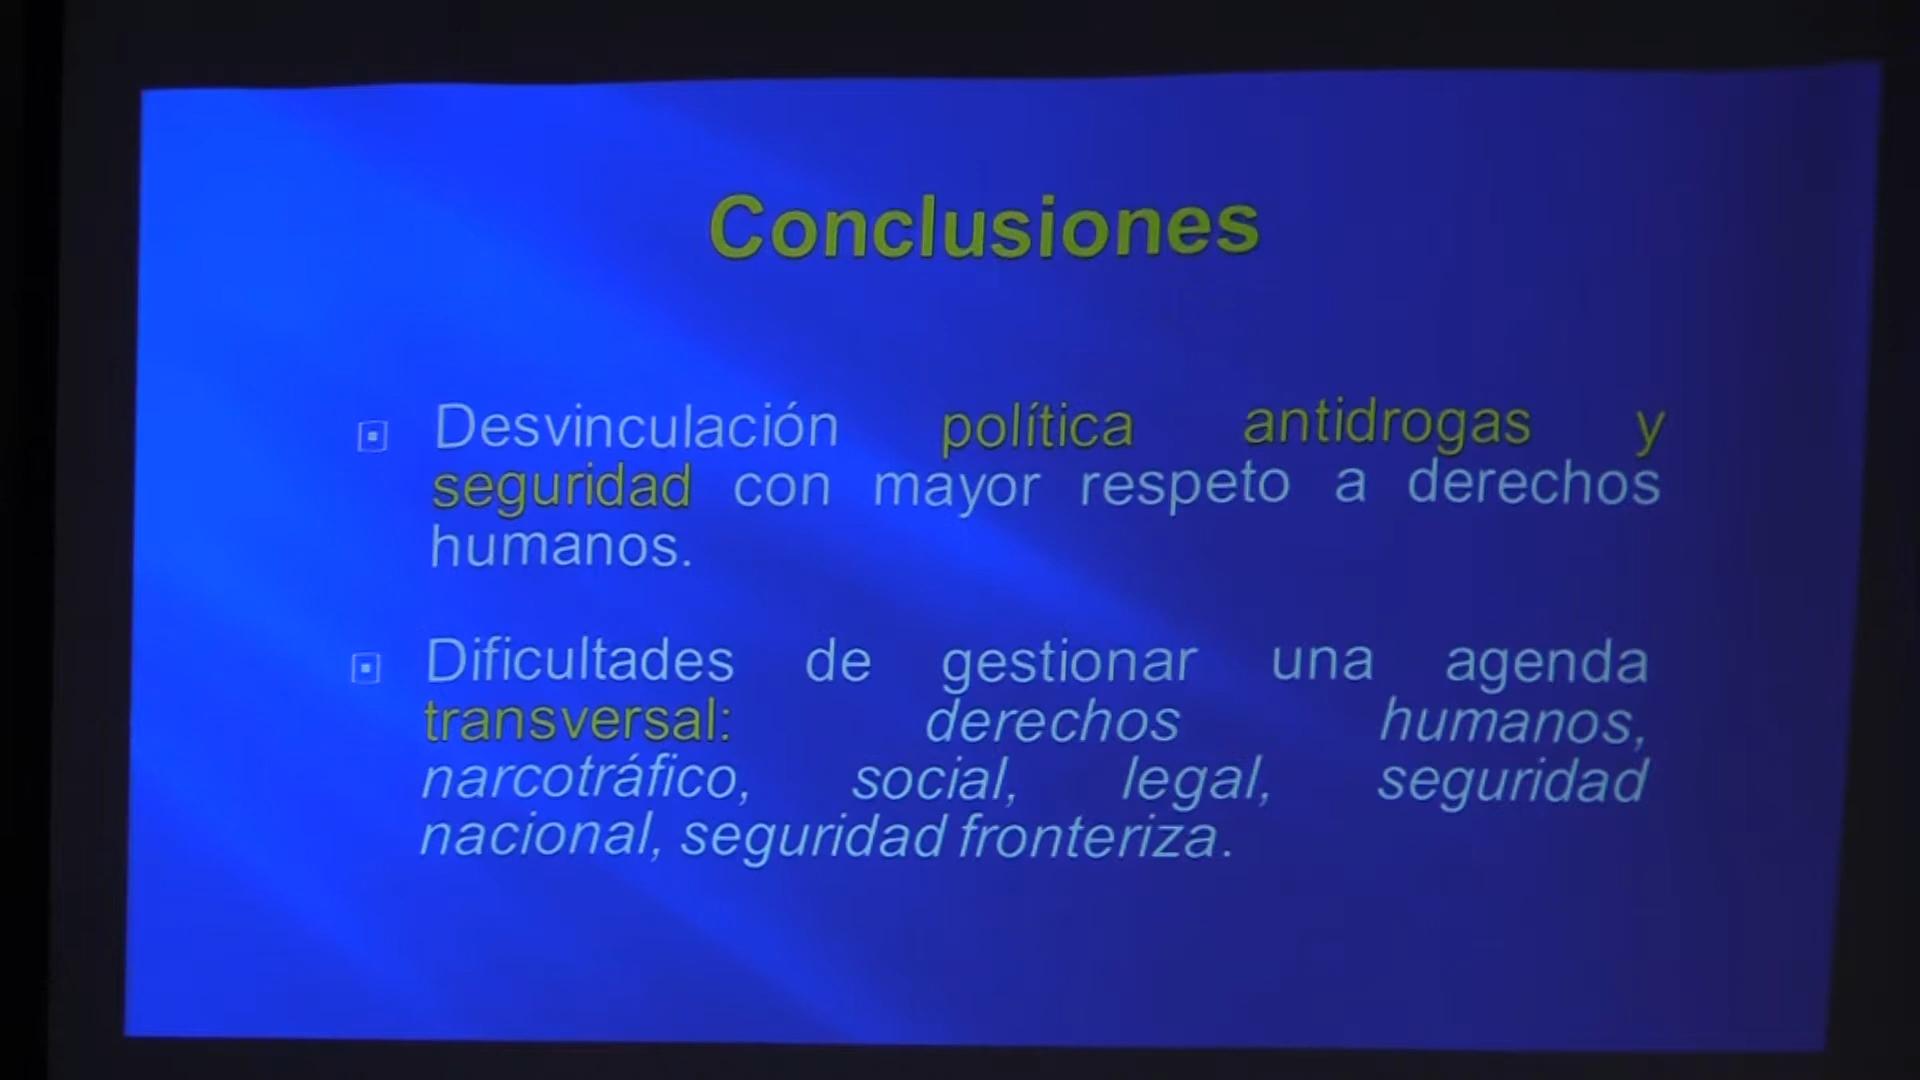 Conclusiones
Desvinculación política antidrogas y
seguridad con mayor respeto a derechos
humanos.
Dificultades de gestionar una agenda
transversal: derechos humanos,
narcotráfico, social, legal, seguridad
nacional, seguridad fronteriza.